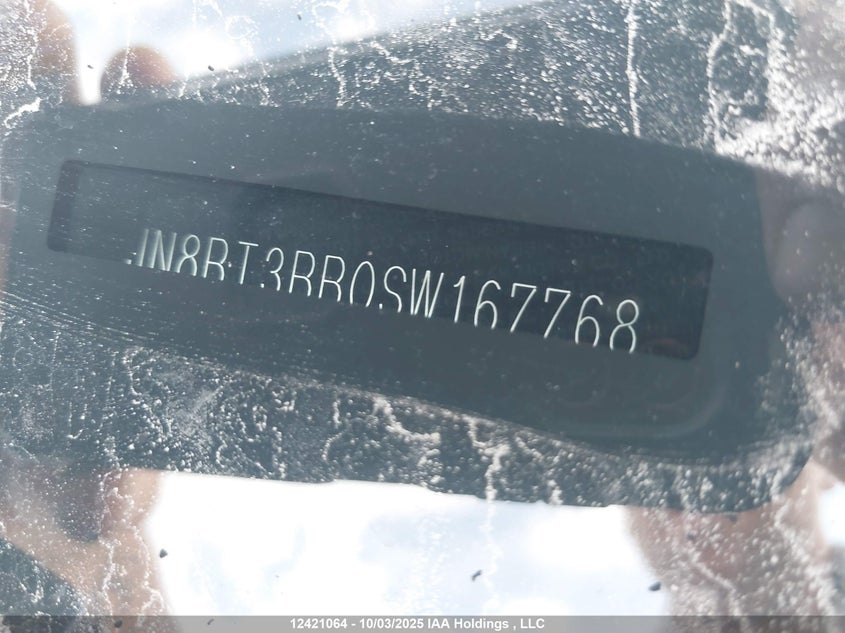 JN8BT3BB0SW167768
12421064 - 10/03/2025 IAA Holdings , LLC